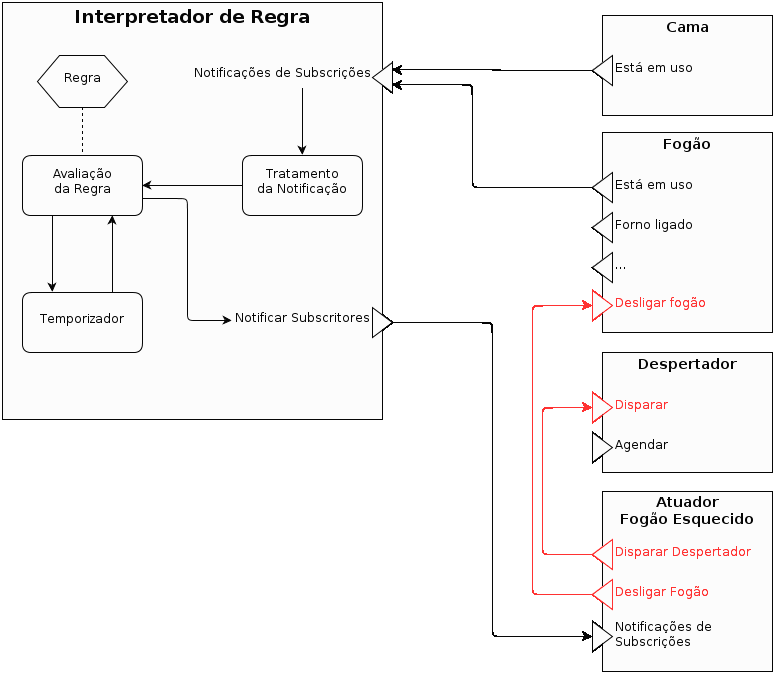 Interpretador de Regra
Regra
Notificações de Subscrições
Avaliação
da Regra
Tratamento
da Notificação
Temporizador
Notificar Subscritores
Cama
Está em uso
Fogão
Está em uso
Forno ligado
...
Desligar fogão
Despertador
Disparar
Agendar
Atuador
Fogão Esquecido
Disparar Despertador
Desligar Fogão
Notificações de
Subscrições